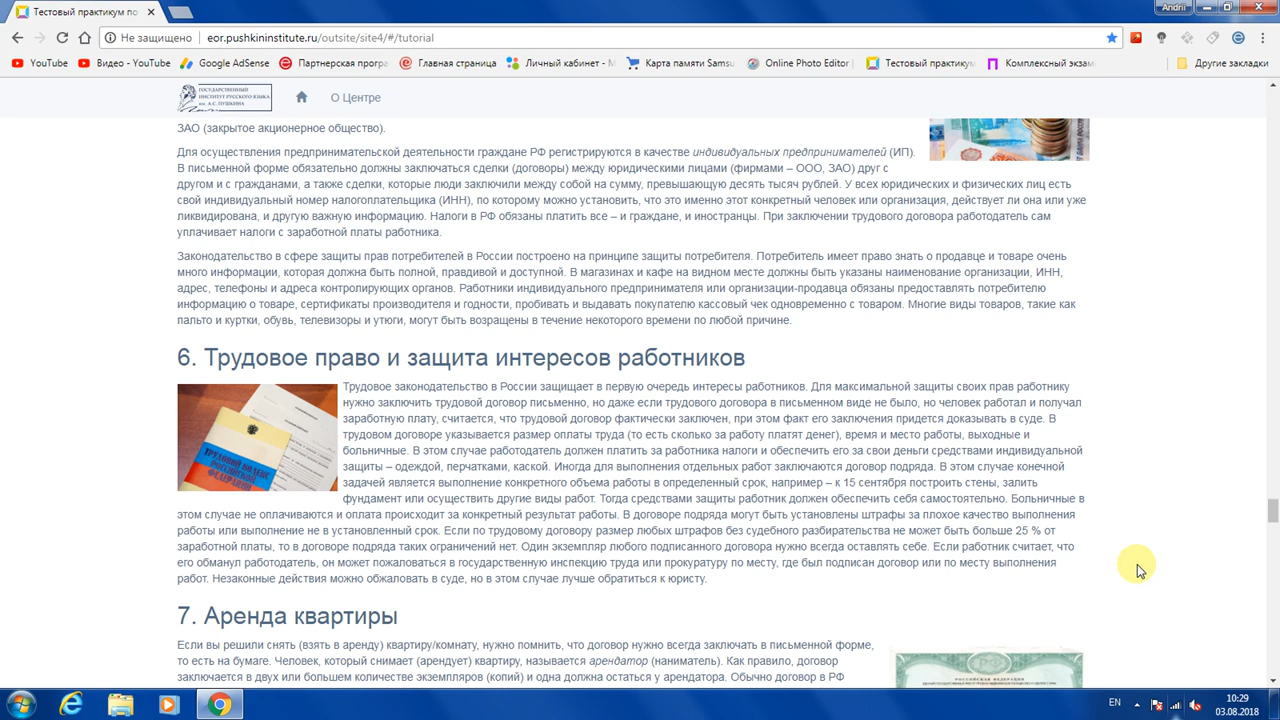 Тестовый практикум по
Andrii
Не защищено
eor.pushkininstitute.ru/outsite/site4/#/tutorial
YouTube
Видео - YouTube
Google AdSense
Партнерская програ
Главная страница
Личный кабинет - М
Карта памяти Samsu
Online Photo Editor |
Тестовый практикум
Комплексный экзам
Другие закладки
ГОСУДАРСТВЕННЫЙ
ИНСТИТУТ РУССКОГО ЯЗЫКА
им. А.С. ПУШКИНА
О Центре
ЗАО (закрытое акционерное общество).
Для осуществления предпринимательской деятельности граждане РФ регистрируются в качестве индивидуальных предпринимателей (ИП).
В письменной форме обязательно должны заключаться сделки (договоры) между юридическими лицами (фирмами – ООО, ЗАО) друг с
другом и с гражданами, а также сделки, которые люди заключили между собой на сумму, превышающую десять тысяч рублей. У всех юридических и физических лиц есть
свой индивидуальный номер налогоплательщика (ИНН), по которому можно установить, что это именно этот конкретный человек или организация, действует ли она или уже
ликвидирована, и другую важную информацию. Налоги в РФ обязаны платить все – и граждане, и иностранцы. При заключении трудового договора работодатель сам
уплачивает налоги с заработной платы работника.
Законодательство в сфере защиты прав потребителей в России построено на принципе защиты потребителя. Потребитель имеет право знать о продавце и товаре очень
много информации, которая должна быть полной, правдивой и доступной. В магазинах и кафе на видном месте должны быть указаны наименование организации, ИНН,
адрес, телефоны и адреса контролирующих органов. Работники индивидуального предпринимателя или организации-продавца обязаны предоставлять потребителю
информацию о товаре, сертификаты производителя и годности, пробивать и выдавать покупателю кассовый чек одновременно с товаром. Многие виды товаров, такие как
пальто и куртки, обувь, телевизоры и утюги, могут быть возращены в течение некоторого времени по любой причине.
6. Трудовое право и защита интересов работников
ТРУДОВОЙ КОДЕКС
РОССИЙСКОЙ
ФЕДЕРАЦИИ
Трудовое законодательство в России защищает в первую очередь интересы работников. Для максимальной защиты своих прав работнику
нужно заключить трудовой договор письменно, но даже если трудового договора в письменном виде не было, но человек работал и получал
заработную плату, считается, что трудовой договор фактически заключен, при этом факт его заключения придется доказывать в суде. В
трудовом договоре указывается размер оплаты труда (то есть сколько за работу платят денег), время и место работы, выходные и
больничные. В этом случае работодатель должен платить за работника налоги и обеспечить его за свои деньги средствами индивидуальной
защиты – одеждой, перчатками, каской. Иногда для выполнения отдельных работ заключаются договор подряда. В этом случае конечной
задачей является выполнение конкретного объема работы в определенный срок, например – к 15 сентября построить стены, залить
фундамент или осуществить другие виды работ. Тогда средствами защиты работник должен обеспечить себя самостоятельно. Больничные в
этом случае не оплачиваются и оплата происходит за конкретный результат работы. В договоре подряда могут быть установлены штрафы за плохое качество выполнения
работы или выполнение не в установленный срок. Если по трудовому договору размер любых штрафов без судебного разбирательства не может быть больше 25 % от
заработной платы, то в договоре подряда таких ограничений нет. Один экземпляр любого подписанного договора нужно всегда оставлять себе. Если работник считает, что
его обманул работодатель, он может пожаловаться в государственную инспекцию труда или прокуратуру по месту, где был подписан договор или по месту выполнения
работ. Незаконные действия можно обжаловать в суде, но в этом случае лучше обратиться к юристу.
7. Аренда квартиры
Если вы решили снять (взять в аренду) квартиру/комнату, нужно помнить, что договор нужно всегда заключать в письменной форме,
то есть на бумаге. Человек, который снимает (арендует) квартиру, называется арендатор (наниматель). Как правило, договор
заключается в двух или большем количестве экземпляров (копий) и одна должна остаться у арендатора. Обычно договор в РФ
РОССИЙСКАЯ ФЕДЕРАЦИЯ
EN
10:29
03.08.2018